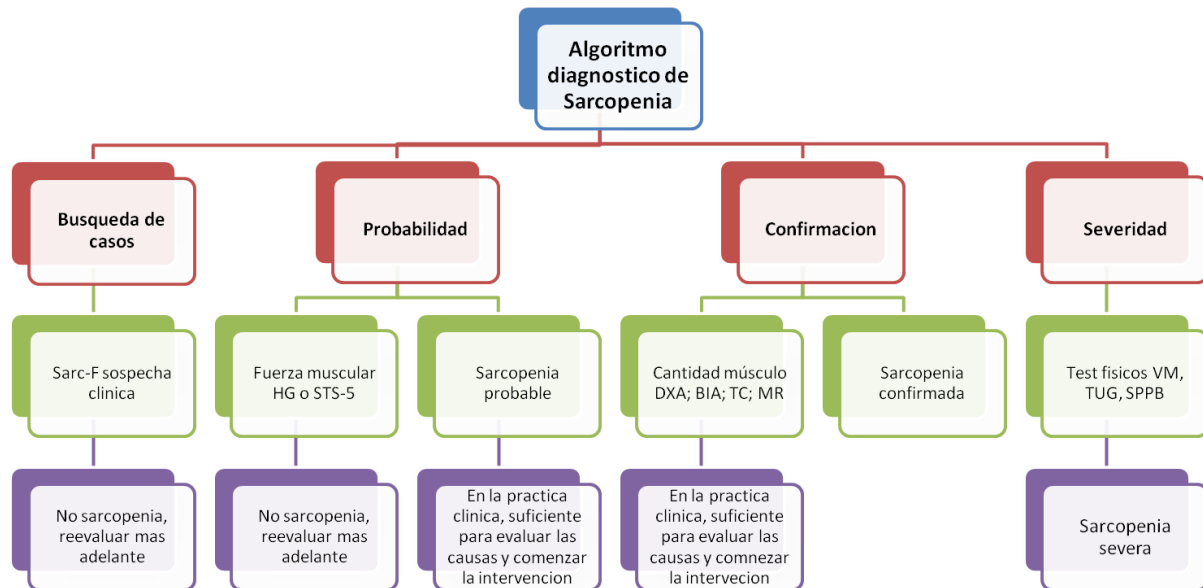 Algoritmo
diagnostico de
Sarcopenia
Busqueda de
casos
Probabilidad
Confirmacion
Severidad
Sarc-F sospecha
clinica
Fuerza muscular
HG o STS-5
Sarcopenia
probable
Cantidad músculo
DXA; BIA; TC; MR
Sarcopenia
confirmada
Test fisicos VM,
TUG, SPPB
No sarcopenia,
reevaluar mas
adelante
No sarcopenia,
reevaluar mas
adelante
En la practica
clinica, suficiente
para evaluar las
causas y comenzar
la intervencion
En la practica
clinica, suficiente
para evaluar las
causas y comnezar
la intervecion
Sarcopenia
severa